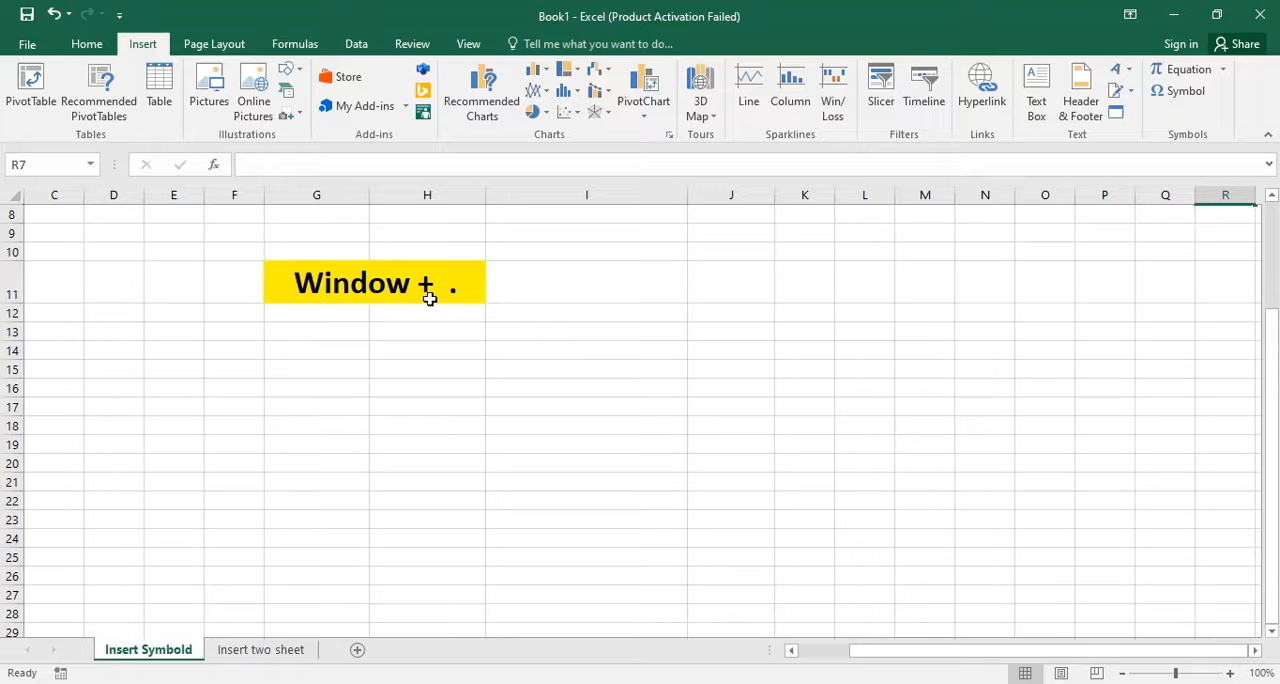 Book1 - Excel (Product Activation Failed)
File Home Insert Page Layout Formulas Data Review View Tell me what you want to do... Sign in Share
PivotTable
Recommended
PivotTables
Table
Tables
Pictures
Online
Pictures
Illustrations
Store
My Add-ins
Add-ins
Recommended
Charts
PivotChart
Charts
3D
Map
Tours
Line
Column
Win/
Loss
Sparklines
Slicer
Timeline
Filters
Hyperlink
Links
Text
Box
Header
& Footer
Text
Equation
Symbol
Symbols
R7
fx
C D E F G H I J K L M N O P Q R
8
9
10
11
Window + .
12
13
14
15
16
17
18
19
20
21
22
23
24
25
26
27
28
29
Insert Symbold Insert two sheet
Ready
100%